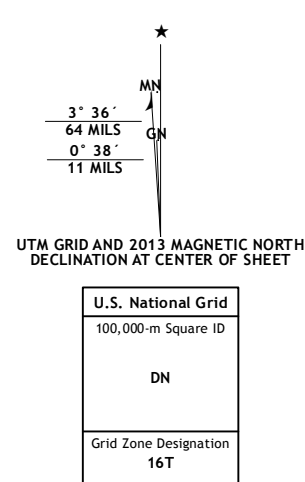 ★
MN
3° 36´
64 MILS
GN
0° 38´
11 MILS
UTM GRID AND 2013 MAGNETIC NORTH
DECLINATION AT CENTER OF SHEET
U.S. National Grid
100,000-m Square ID
DN
Grid Zone Designation
16T